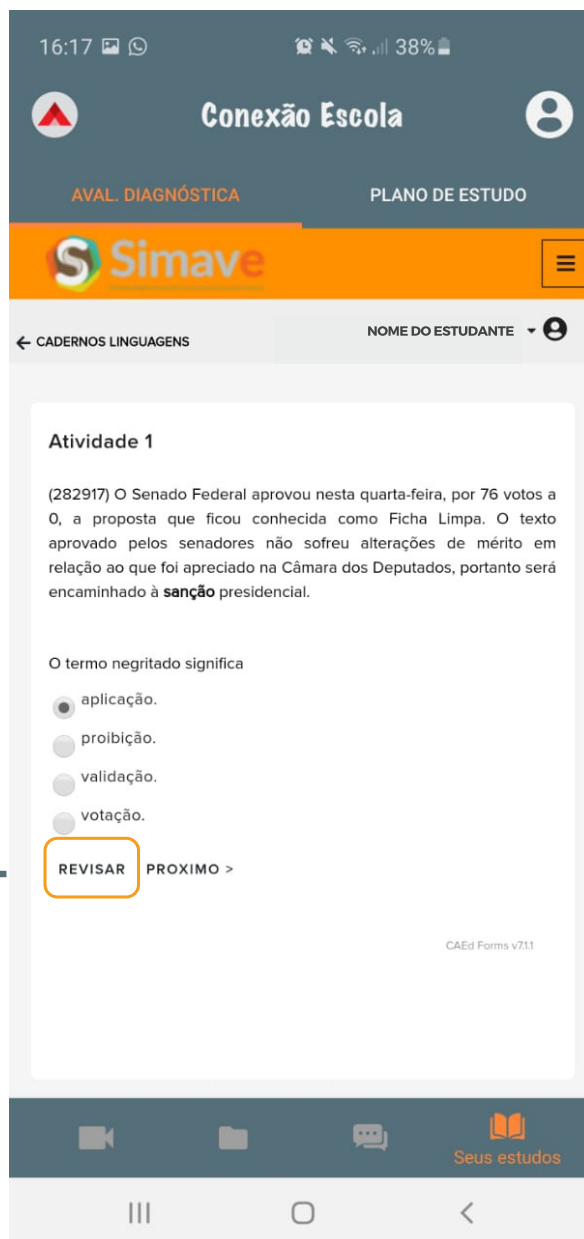 16:17 38%
Conexão Escola
AVAL. DIAGNÓSTICA PLANO DE ESTUDO
Simave
← CADERNOS LINGUAGENS NOME DO ESTUDANTE
Atividade 1
(282917) O Senado Federal aprovou nesta quarta-feira, por 76 votos a
0, a proposta que ficou conhecida como Ficha Limpa. O texto
aprovado pelos senadores não sofreu alterações de mérito em
relação ao que foi apreciado na Câmara dos Deputados, portanto será
encaminhado à sanção presidencial.
O termo negritado significa
aplicação.
proibição.
validação.
votação.
REVISAR PROXIMO >
CAEd Forms v7.1.1
Seus estudos